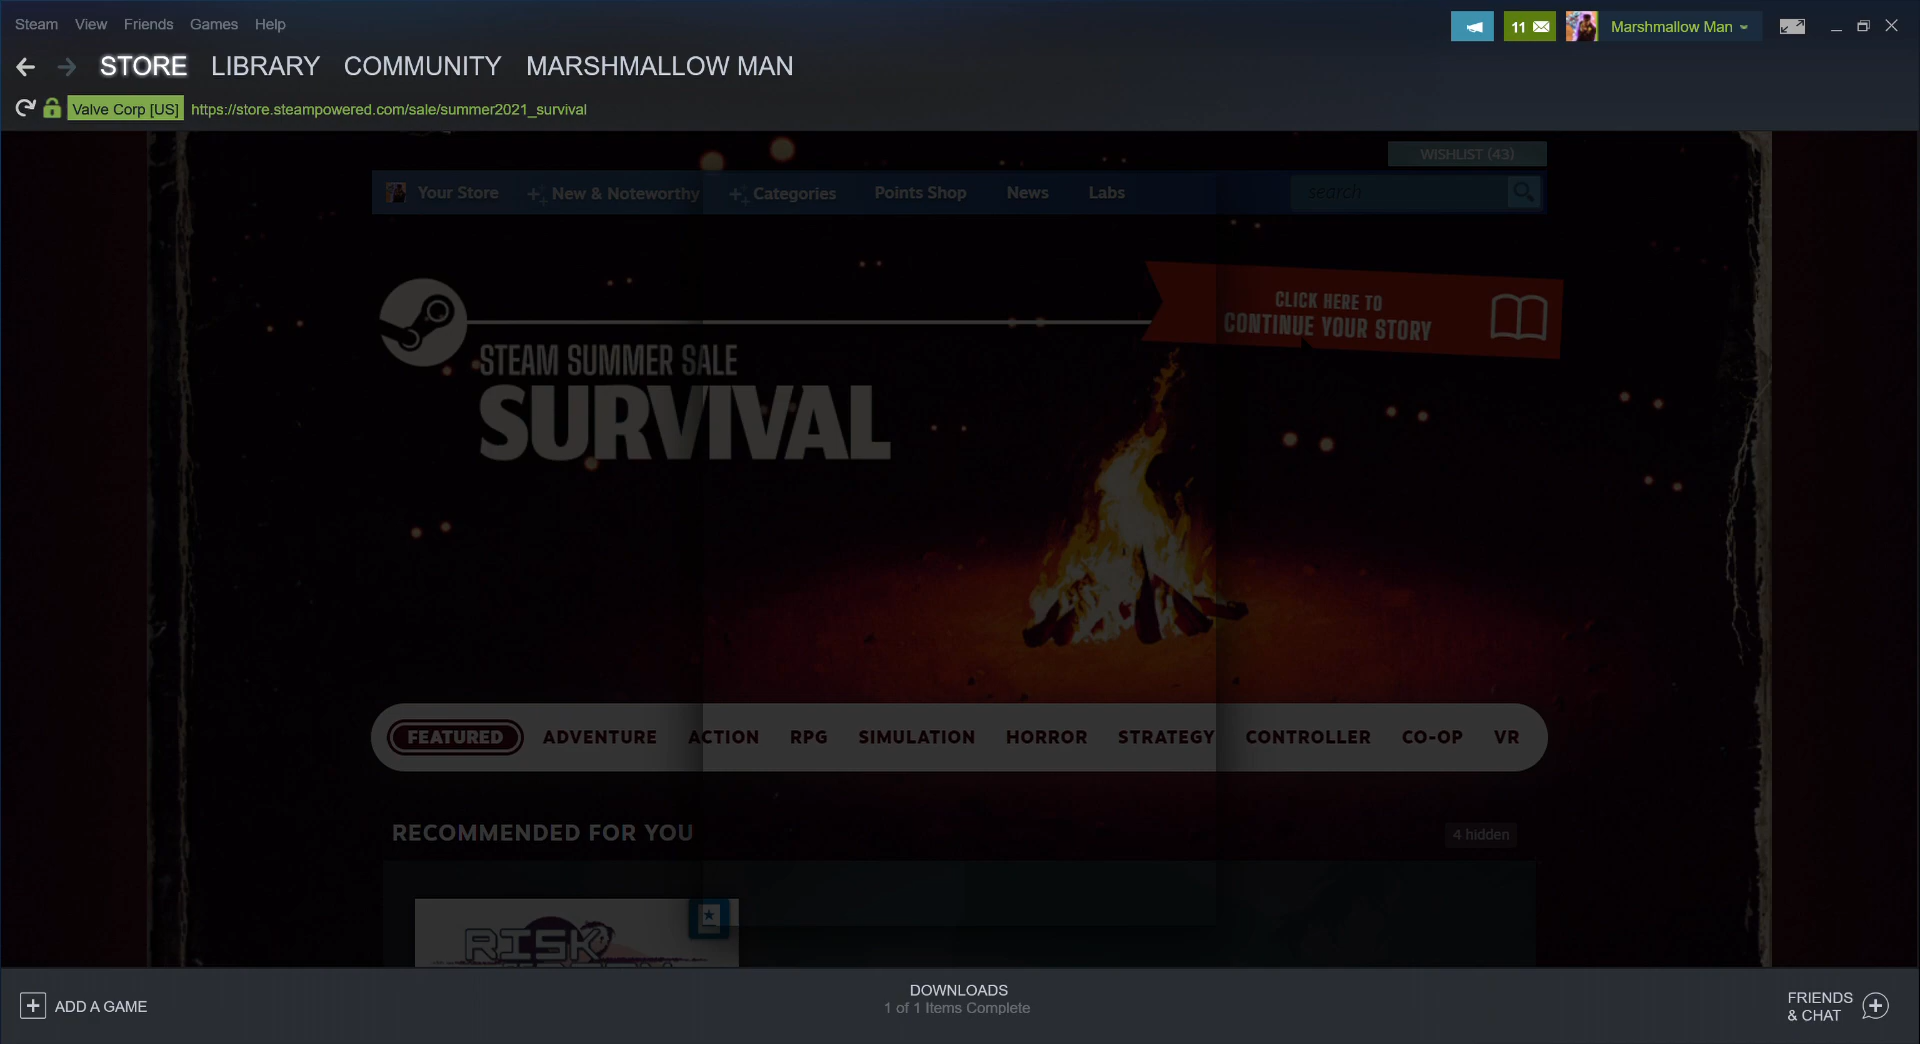 Steam View Friends Games Help
11 Marshmallow Man
STORE LIBRARY COMMUNITY MARSHMALLOW MAN
Valve Corp [US] https://store.steampowered.com/sale/summer2021_survival
WISHLIST (43)
Your Store New & Noteworthy Categories Points Shop News Labs search
CLICK HERE TO
CONTINUE YOUR STORY
STEAM SUMMER SALE
SURVIVAL
FEATURED ADVENTURE ACTION RPG SIMULATION HORROR STRATEGY CONTROLLER CO-OP VR
RECOMMENDED FOR YOU
4 hidden
RISK
ADD A GAME
DOWNLOADS
1 of 1 Items Complete
FRIENDS
& CHAT